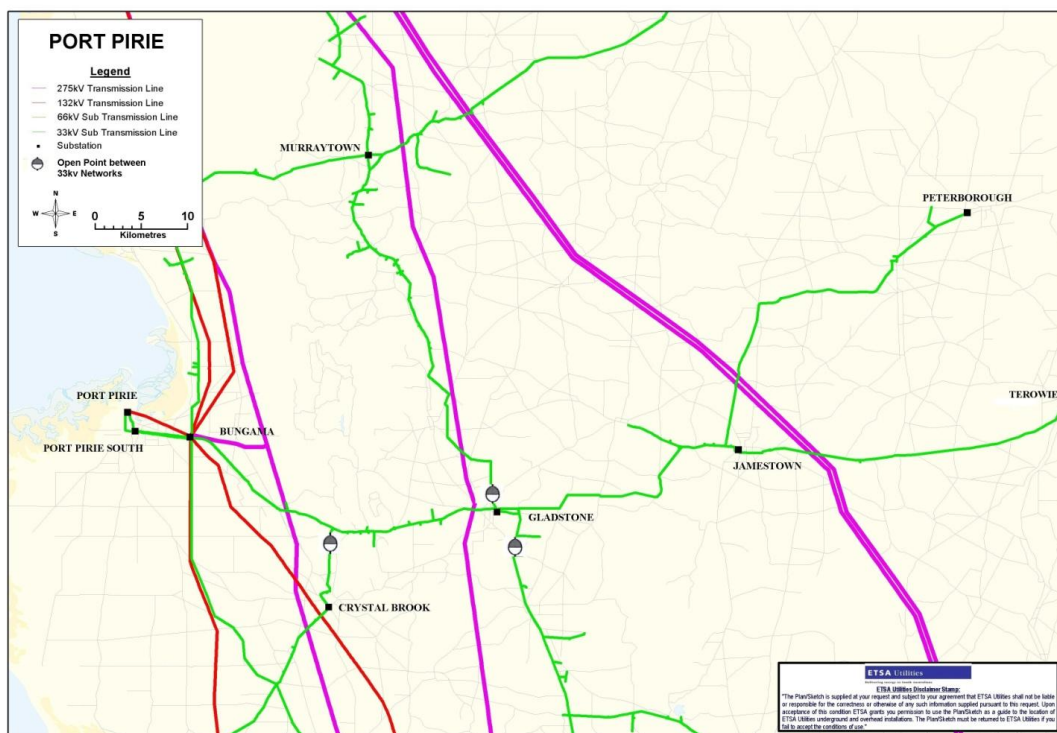 PORT PIRIE
Legend
275kV Transmission Line
132kV Transmission Line
66kV Sub Transmission Line
33kV Sub Transmission Line
Substation
Open Point between
33kv Networks
N
W E
S
0 5 10
Kilometres
MURRAYTOWN
PETERBOROUGH
PORT PIRIE
TEROWIE
BUNGAMA
PORT PIRIE SOUTH
JAMESTOWN
GLADSTONE
CRYSTAL BROOK
ETSA Utilities
ETSA Utilities Disclaimer Stamp:
"The Plan/Sketch is supplied at your request and subject to your agreement that ETSA Utilities shall not be liable
or responsible for the correctness or otherwise of any such information supplied pursuant to this request. Upon
acceptance of this condition ETSA grants you permission to use the Plan/Sketch as a guide to the location of
ETSA Utilities underground and overhead installations. The Plan/Sketch must be returned to ETSA Utilities if you
fail to accept the conditions of use."